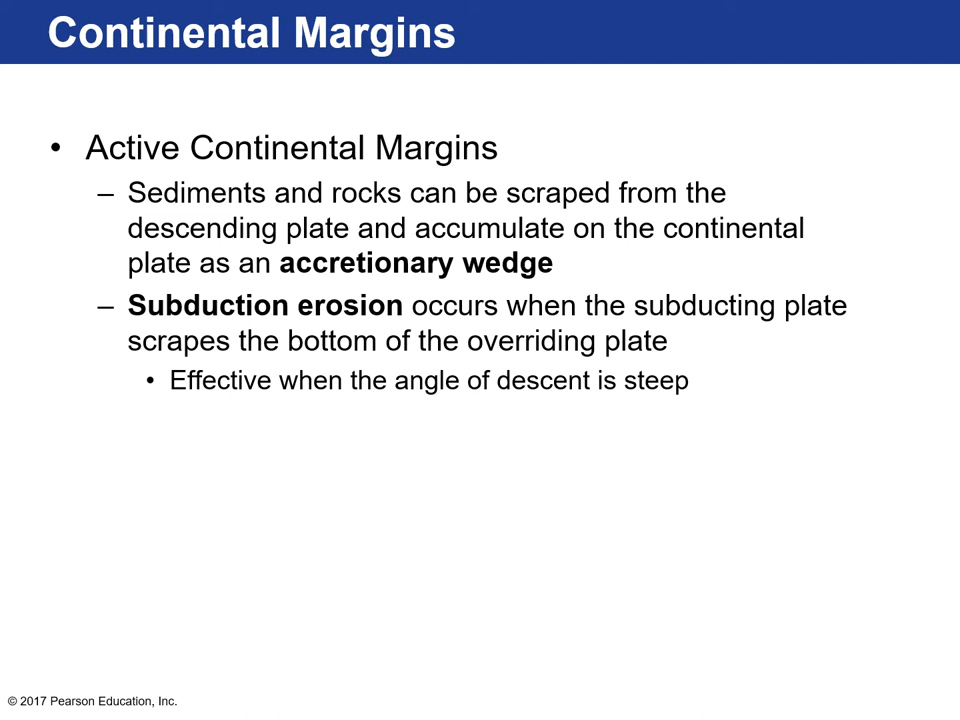 Continental Margins
• Active Continental Margins
– Sediments and rocks can be scraped from the
descending plate and accumulate on the continental
plate as an accretionary wedge
– Subduction erosion occurs when the subducting plate
scrapes the bottom of the overriding plate
• Effective when the angle of descent is steep
© 2017 Pearson Education, Inc.